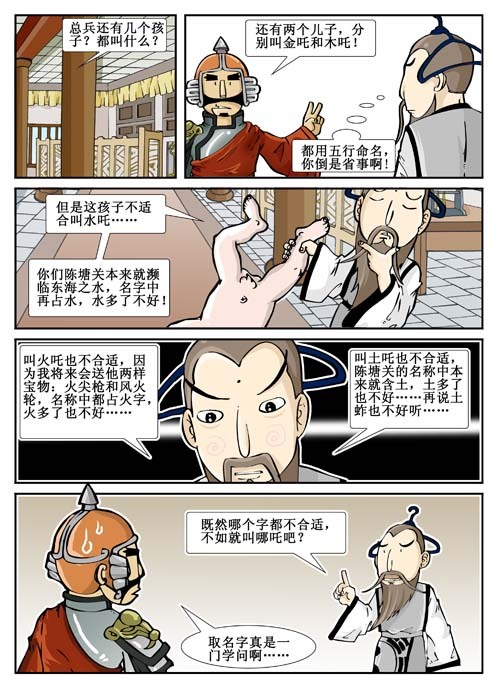 总兵还有几个孩
子？都叫什么？
还有两个儿子，分
别叫金吒和木吒！
都用五行命名，
你倒是省事啊！
但是这孩子不适
合叫水吒……
你们陈塘关本来就濒
临东海之水，名字中
再占水，水多了不好！
叫火吒也不合适，因
为我将来会送他两样
宝物：火尖枪和风火
轮，名称中都占火字，
火多了也不好……
叫土吒也不合适，
陈塘关的名称中本
来就含土，土多了
也不好……再说土
蚱也不好听……
既然哪个字都不合适，
不如就叫哪吒吧？
取名字真是一
门学问啊……